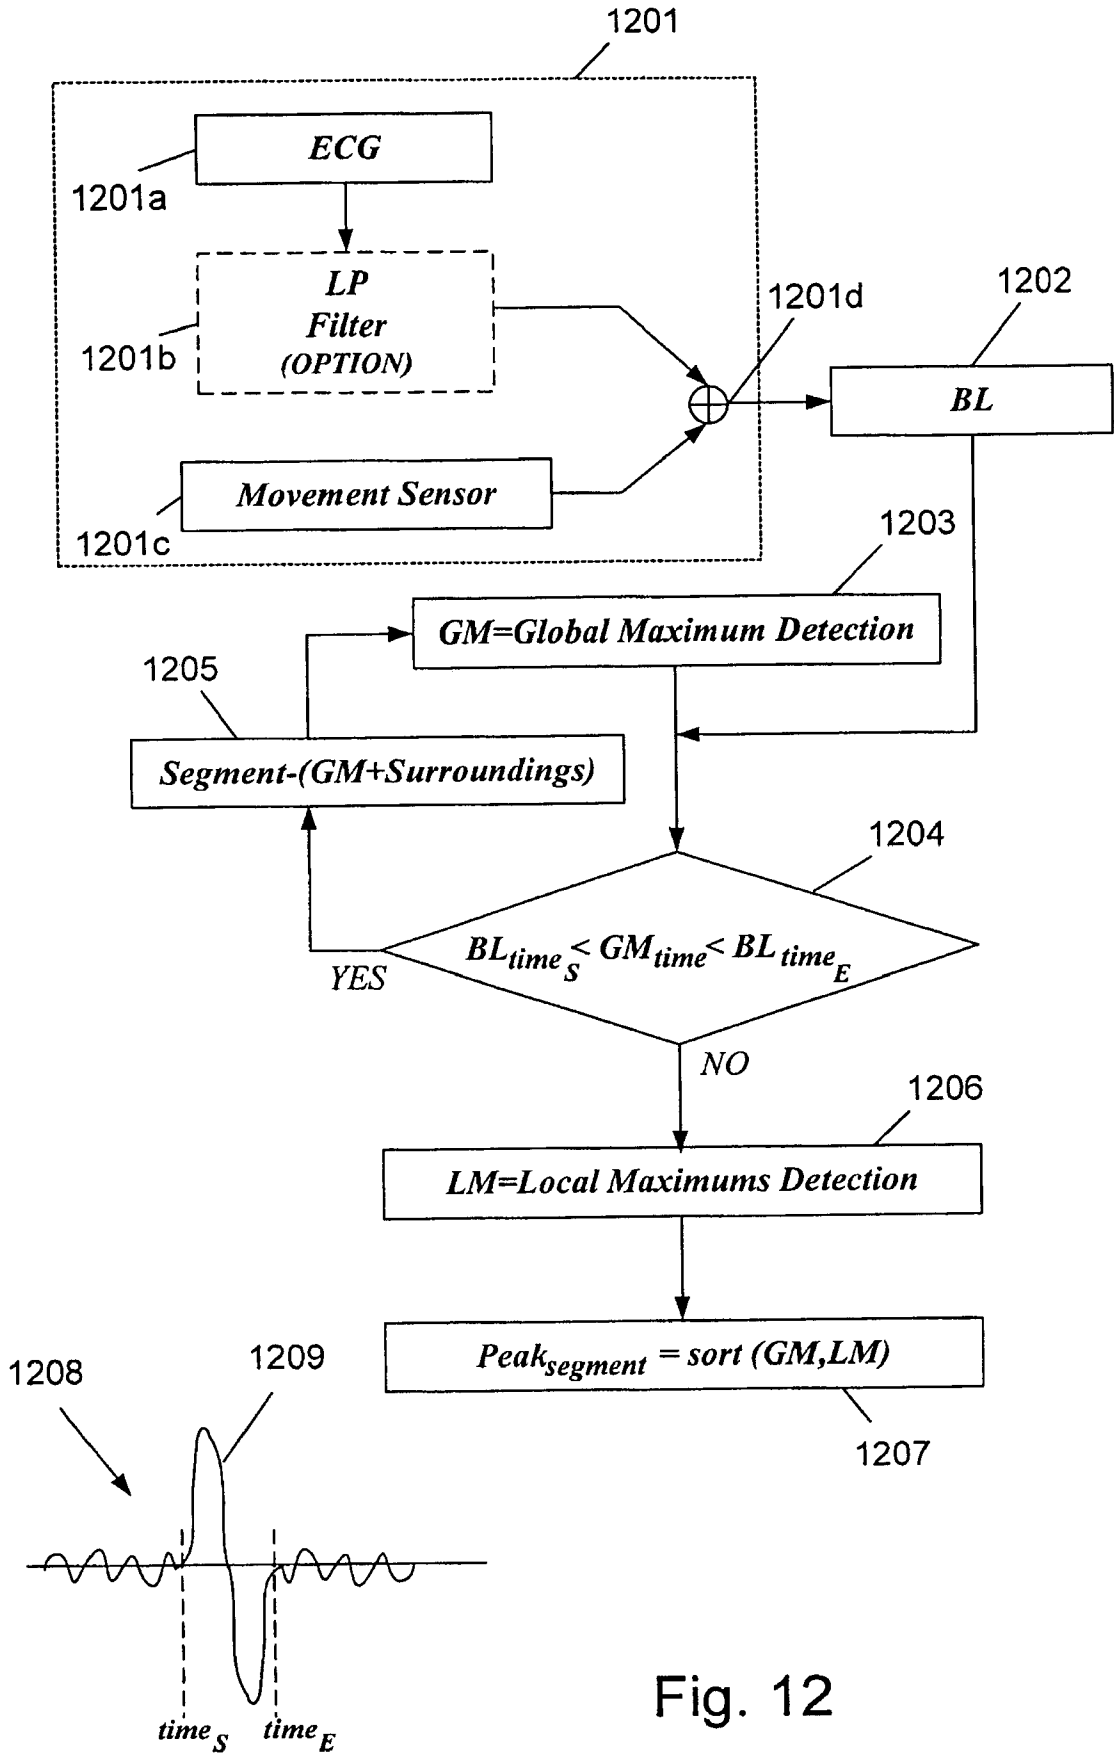 1201
ECG
1201a
LP
Filter
(OPTION)
1201b
1201d
1202
BL
Movement Sensor
1201c
1203
GM=Global Maximum Detection
1205
Segment-(GM+Surroundings)
1204
BLtimeS< GMtime< BLtimeE
YES
NO
1206
LM=Local Maximums Detection
Peaksegment = sort (GM,LM)
1207
1208
1209
timeS timeE
Fig. 12